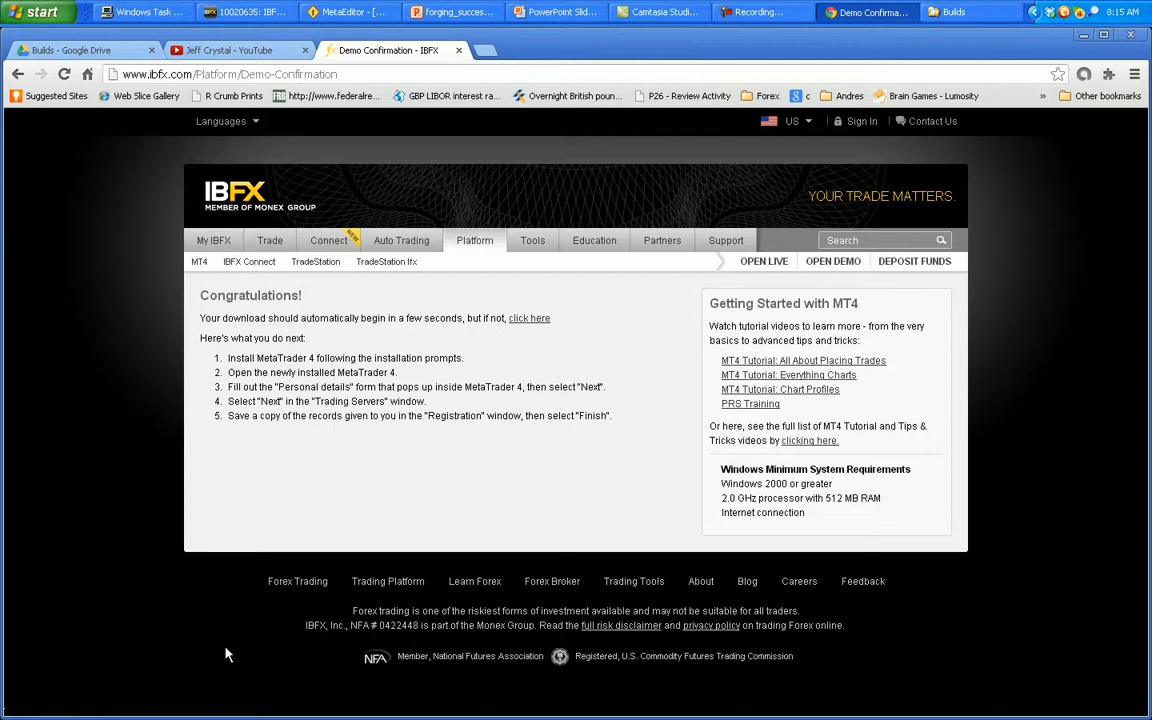 start
Windows Task ...
10020635: IBF...
MetaEditor - [...
forging_succes...
PowerPoint Slid...
Camtasia Studi...
Recording...
Demo Confirma...
Builds
8:15 AM
Builds - Google Drive
Jeff Crystal - YouTube
Demo Confirmation - IBFX
www.ibfx.com/Platform/Demo-Confirmation
Suggested Sites
Web Slice Gallery
R Crumb Prints
http://www.federalre...
GBP LIBOR interest ra...
Overnight British poun...
P26 - Review Activity
Forex
c
Andres
Brain Games - Lumosity
»
Other bookmarks
Languages
US
Sign In
Contact Us
IBFX
MEMBER OF MONEX GROUP
YOUR TRADE MATTERS.
My IBFX
Trade
Connect
NEW
Auto Trading
Platform
Tools
Education
Partners
Support
Search
MT4
IBFX Connect
TradeStation
TradeStation Ifx
OPEN LIVE
OPEN DEMO
DEPOSIT FUNDS
Congratulations!
Your download should automatically begin in a few seconds, but if not, click here
Here's what you do next:
1. Install MetaTrader 4 following the installation prompts.
2. Open the newly installed MetaTrader 4.
3. Fill out the "Personal details" form that pops up inside MetaTrader 4, then select "Next".
4. Select "Next" in the "Trading Servers" window.
5. Save a copy of the records given to you in the "Registration" window, then select "Finish".
Getting Started with MT4
Watch tutorial videos to learn more - from the very
basics to advanced tips and tricks:
MT4 Tutorial: All About Placing Trades
MT4 Tutorial: Everything Charts
MT4 Tutorial: Chart Profiles
PRS Training
Or here, see the full list of MT4 Tutorial and Tips &
Tricks videos by clicking here.
Windows Minimum System Requirements
Windows 2000 or greater
2.0 GHz processor with 512 MB RAM
Internet connection
Forex Trading
Trading Platform
Learn Forex
Forex Broker
Trading Tools
About
Blog
Careers
Feedback
Forex trading is one of the riskiest forms of investment available and may not be suitable for all traders.
IBFX, Inc., NFA # 0422448 is part of the Monex Group. Read the full risk disclaimer and privacy policy on trading Forex online.
NFA
Member, National Futures Association
Registered, U.S. Commodity Futures Trading Commission